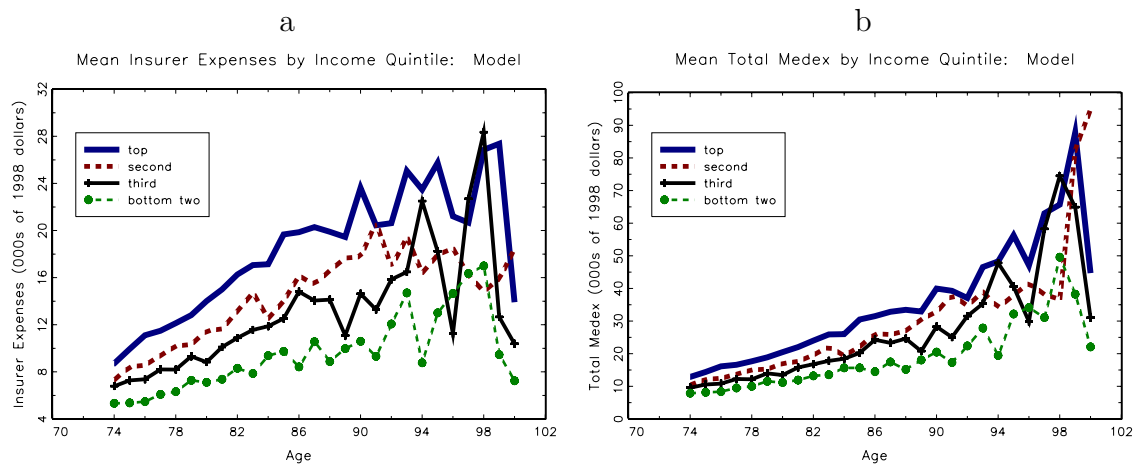 a
Mean Insurer Expenses by Income Quintile: Model
Insurer Expenses (000s of 1998 dollars)
32
28
24
20
16
12
8
4
top
second
third
bottom two
70 74 78 82 86 90 94 98 102
Age
b
Mean Total Medex by Income Quintile: Model
Total Medex (000s of 1998 dollars)
100
90
80
70
60
50
40
30
20
10
0
top
second
third
bottom two
70 74 78 82 86 90 94 98 102
Age